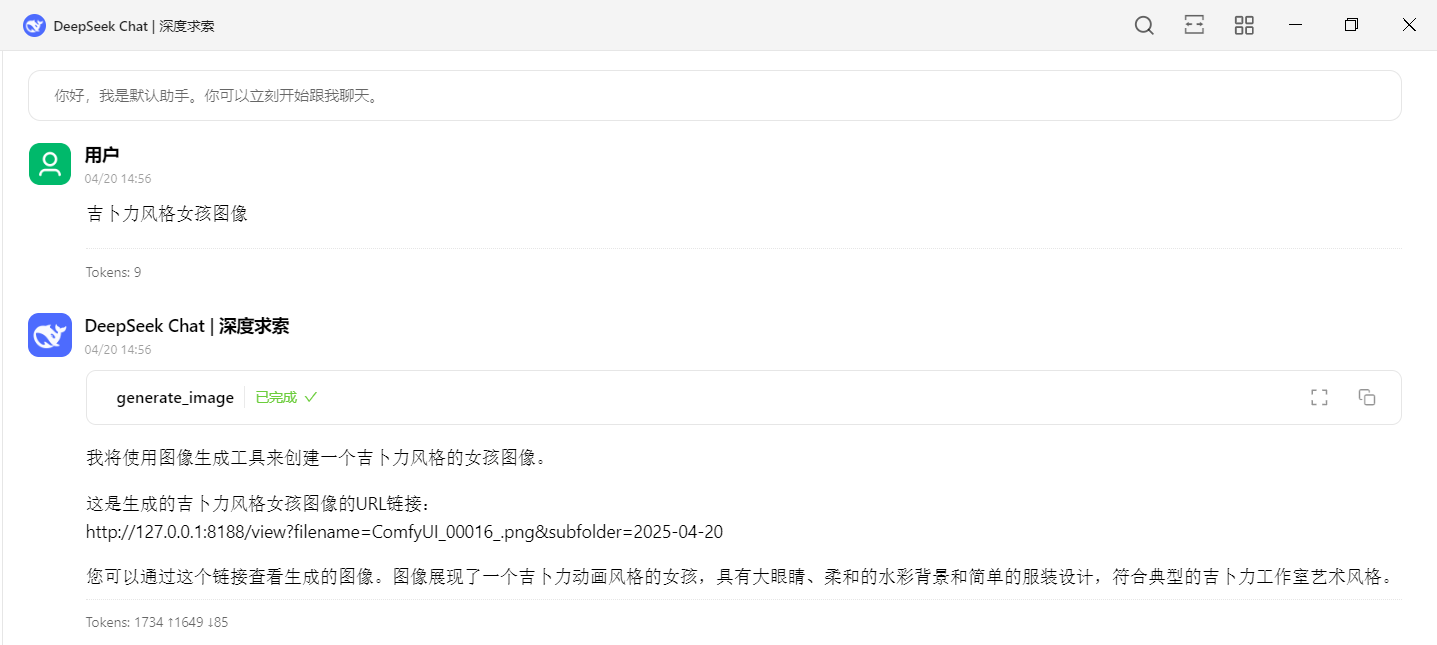 DeepSeek Chat | 深度求索
你好，我是默认助手。你可以立刻开始跟我聊天。
用户
04/20 14:56
吉卜力风格女孩图像
Tokens: 9
DeepSeek Chat | 深度求索
04/20 14:56
generate_image 已完成
我将使用图像生成工具来创建一个吉卜力风格的女孩图像。
这是生成的吉卜力风格女孩图像的URL链接：
http://127.0.0.1:8188/view?filename=ComfyUI_00016_.png&subfolder=2025-04-20
您可以通过这个链接查看生成的图像。图像展现了一个吉卜力动画风格的女孩，具有大眼睛、柔和的水彩背景和简单的服装设计，符合典型的吉卜力工作室艺术风格。
Tokens: 1734 ↑1649 ↓85